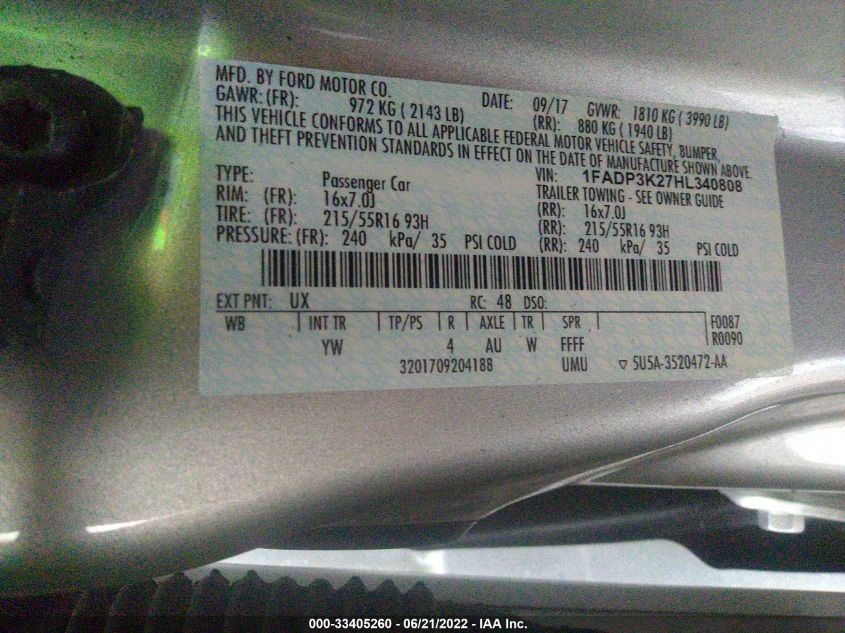 MFD. BY FORD MOTOR CO. DATE: 09/17 GVWR: 1810 KG ( 3990 LB)
GAWR: (FR): 972 KG ( 2143 LB) (RR): 880 KG ( 1940 LB)
THIS VEHICLE CONFORMS TO ALL APPLICABLE FEDERAL MOTOR VEHICLE SAFETY, BUMPER,
AND THEFT PREVENTION STANDARDS IN EFFECT ON THE DATE OF MANUFACTURE SHOWN ABOVE.
VIN: 1FADP3K27HL340808
TYPE: Passenger Car TRAILER TOWING - SEE OWNER GUIDE
RIM: (FR): 16x7.0J (RR): 16x7.0J
TIRE: (FR): 215/55R16 93H (RR): 215/55R16 93H
PRESSURE: (FR): 240 kPa/ 35 PSI COLD (RR): 240 kPa/ 35 PSI COLD
EXT PNT: UX RC: 48 DSO:
WB INT TR TP/PS R AXLE TR SPR F0087
YW 4 AU W FFFF R0090
3201709204188 UMU ▽ 5U5A-3520472-AA
000-33405260 - 06/21/2022 - IAA Inc.